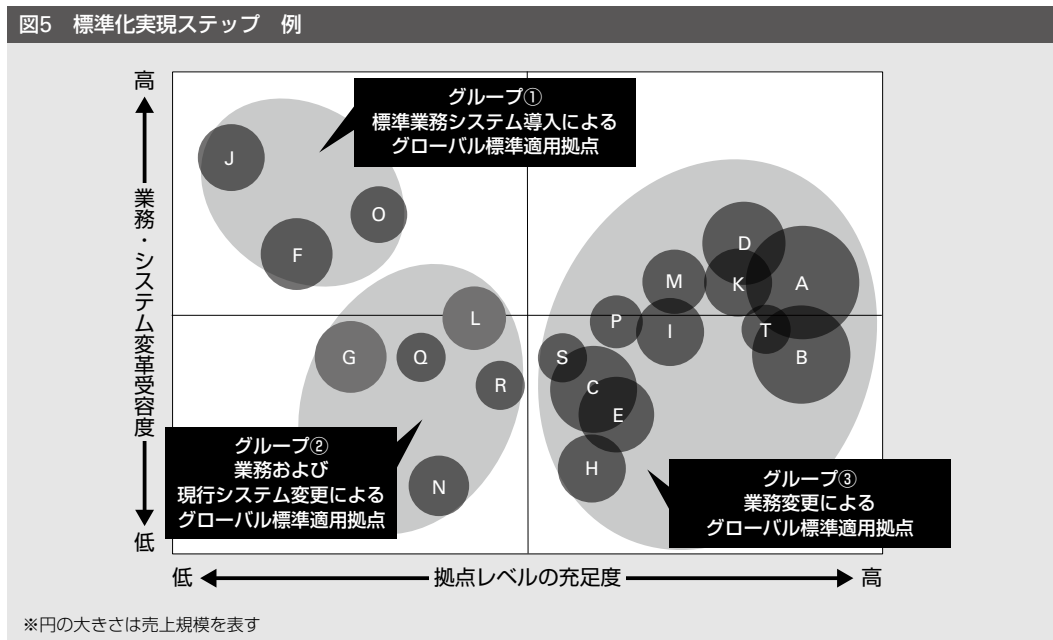 図5　標準化実現ステップ　例
高
業務・システム変革受容度
低
グループ①
標準業務システム導入による
グローバル標準適用拠点
J
O
F
D
M
K
A
L
P
I
T
G
Q
S
B
R
C
E
H
N
グループ②
業務および
現行システム変更による
グローバル標準適用拠点
グループ③
業務変更による
グローバル標準適用拠点
低
拠点レベルの充足度
高
※円の大きさは売上規模を表す